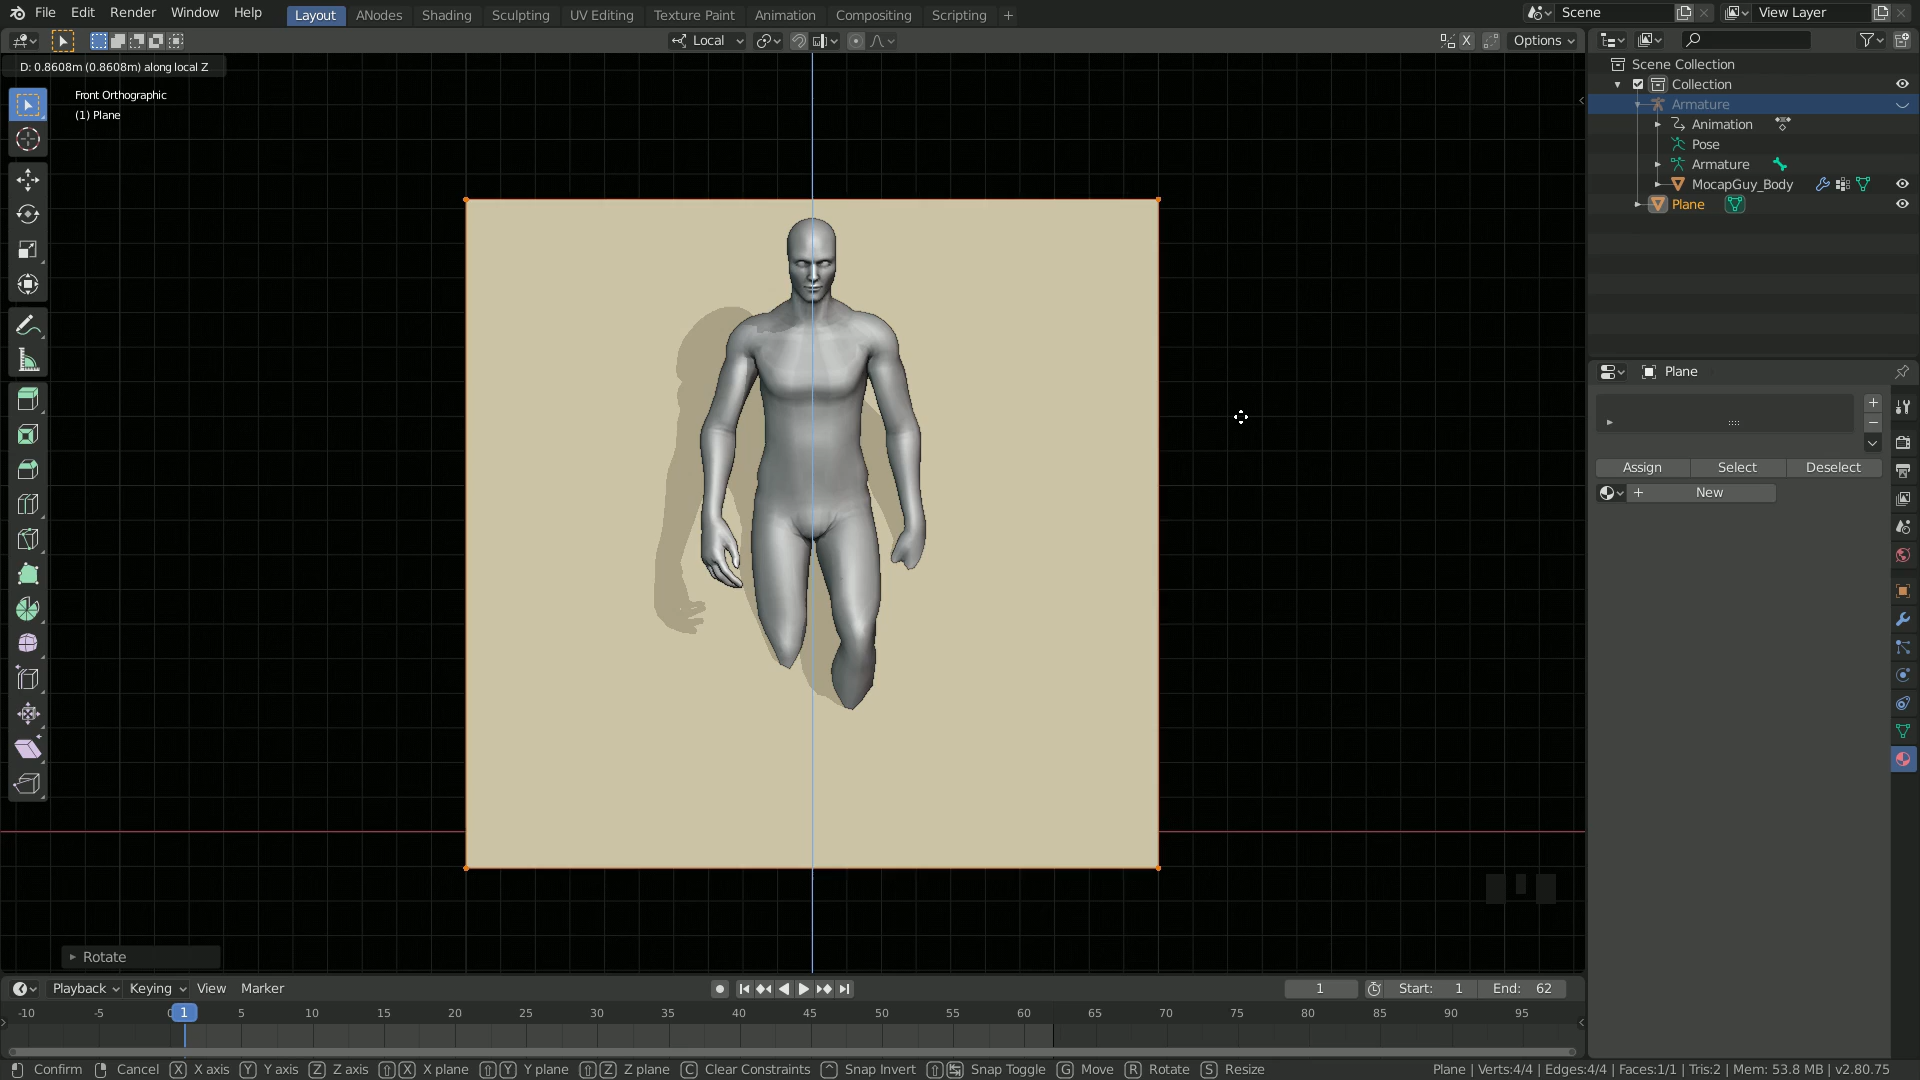 File Edit Render Window Help Layout ANodes Shading Sculpting UV Editing Texture Paint Animation Compositing Scripting + Scene View Layer
Local X Options
D: 0.8608m (0.8608m) along local Z
Front Orthographic
(1) Plane
Scene Collection
Collection
Armature
Animation
Pose
Armature
MocapGuy_Body
Plane
Plane
Assign Select Deselect
New
Rotate
Playback Keying View Marker 1 Start: 1 End: 62
-10 -5 0 1 5 10 15 20 25 30 35 40 45 50 55 60 65 70 75 80 85 90 95
Confirm Cancel X X axis Y Y axis Z Z axis X X plane Y Y plane Z Z plane C Clear Constraints Snap Invert Snap Toggle G Move R Rotate S Resize Plane | Verts:4/4 | Edges:4/4 | Faces:1/1 | Tris:2 | Mem: 53.8 MB | v2.80.75